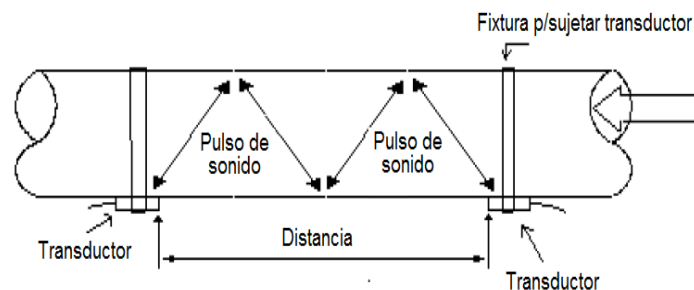 Fixtura p/sujetar transductor
Pulso de
sonido
Pulso de
sonido
Distancia
Transductor
Transductor